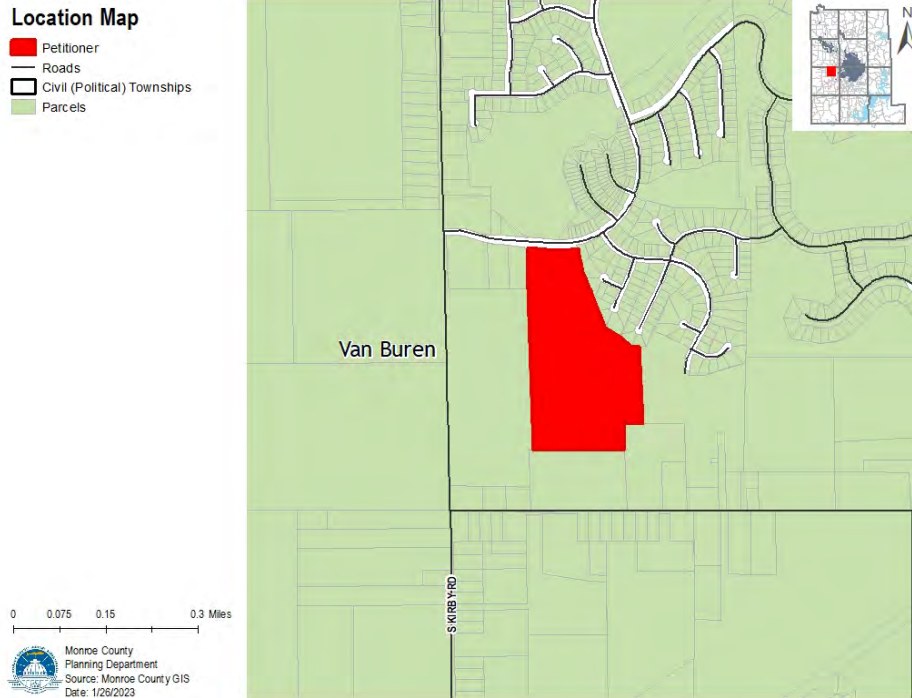 Location Map
Petitioner
Roads
Civil (Political) Townships
Parcels
N
Van Buren
S KIRBY RD
0 0.075 0.15 0.3 Miles
Monroe County
Planning Department
Source: Monroe County GIS
Date: 1/26/2023